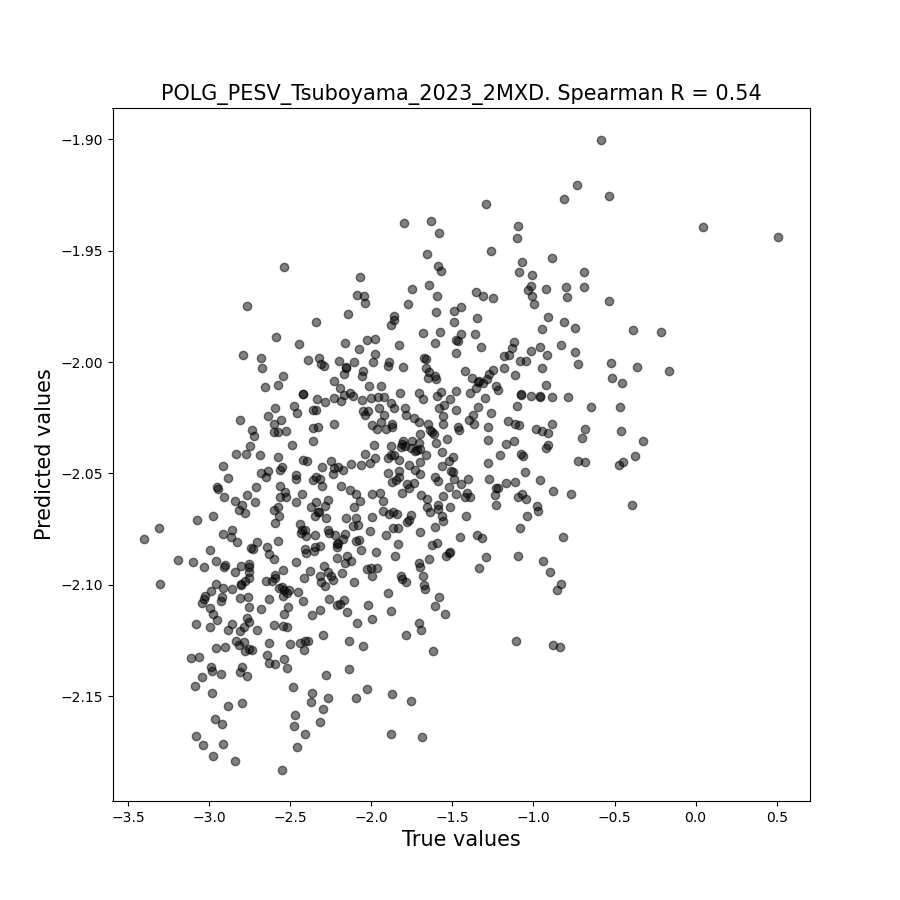 POLG_PESV_Tsuboyama_2023_2MXD. Spearman R = 0.54
−1.90
−1.95
−2.00
−2.05
−2.10
−2.15
Predicted values
−3.5 −3.0 −2.5 −2.0 −1.5 −1.0 −0.5 0.0 0.5
True values